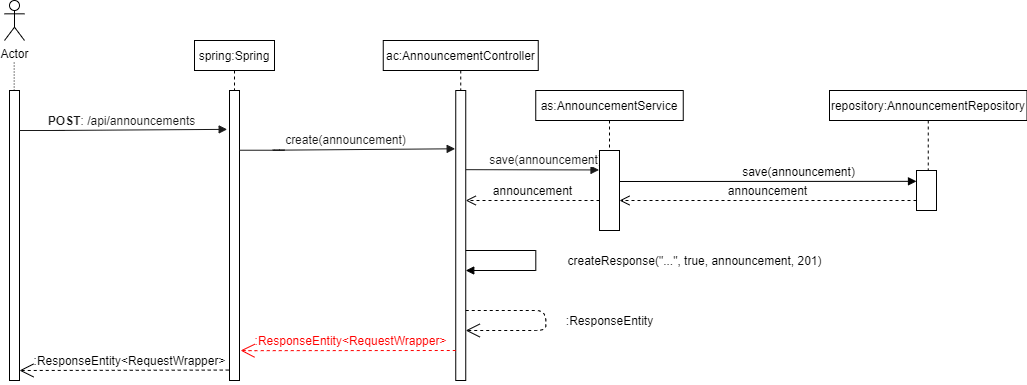 Actor
spring:Spring
ac:AnnouncementController
as:AnnouncementService
repository:AnnouncementRepository
POST: /api/announcements
create(announcement)
save(announcement
save(announcement)
announcement
announcement
createResponse("...", true, announcement, 201)
:ResponseEntity
:ResponseEntity<RequestWrapper>
:ResponseEntity<RequestWrapper>